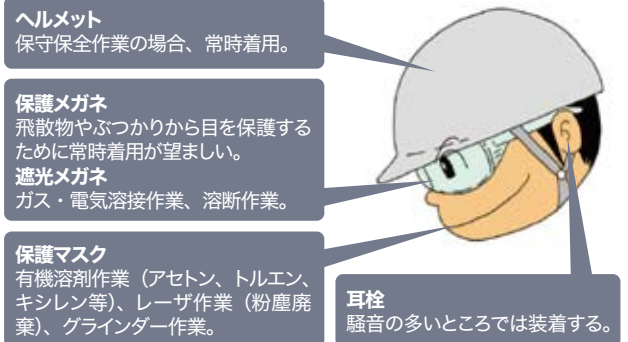 ヘルメット
保守保全作業の場合、常時着用。
保護メガネ
飛散物やぶつかりから目を保護する
ために常時着用が望ましい。
遮光メガネ
ガス・電気溶接作業、溶断作業。
保護マスク
有機溶剤作業（アセトン、トルエン、
キシレン等）、レーザ作業（粉塵廃
棄）、グラインダー作業。
耳栓
騒音の多いところでは装着する。